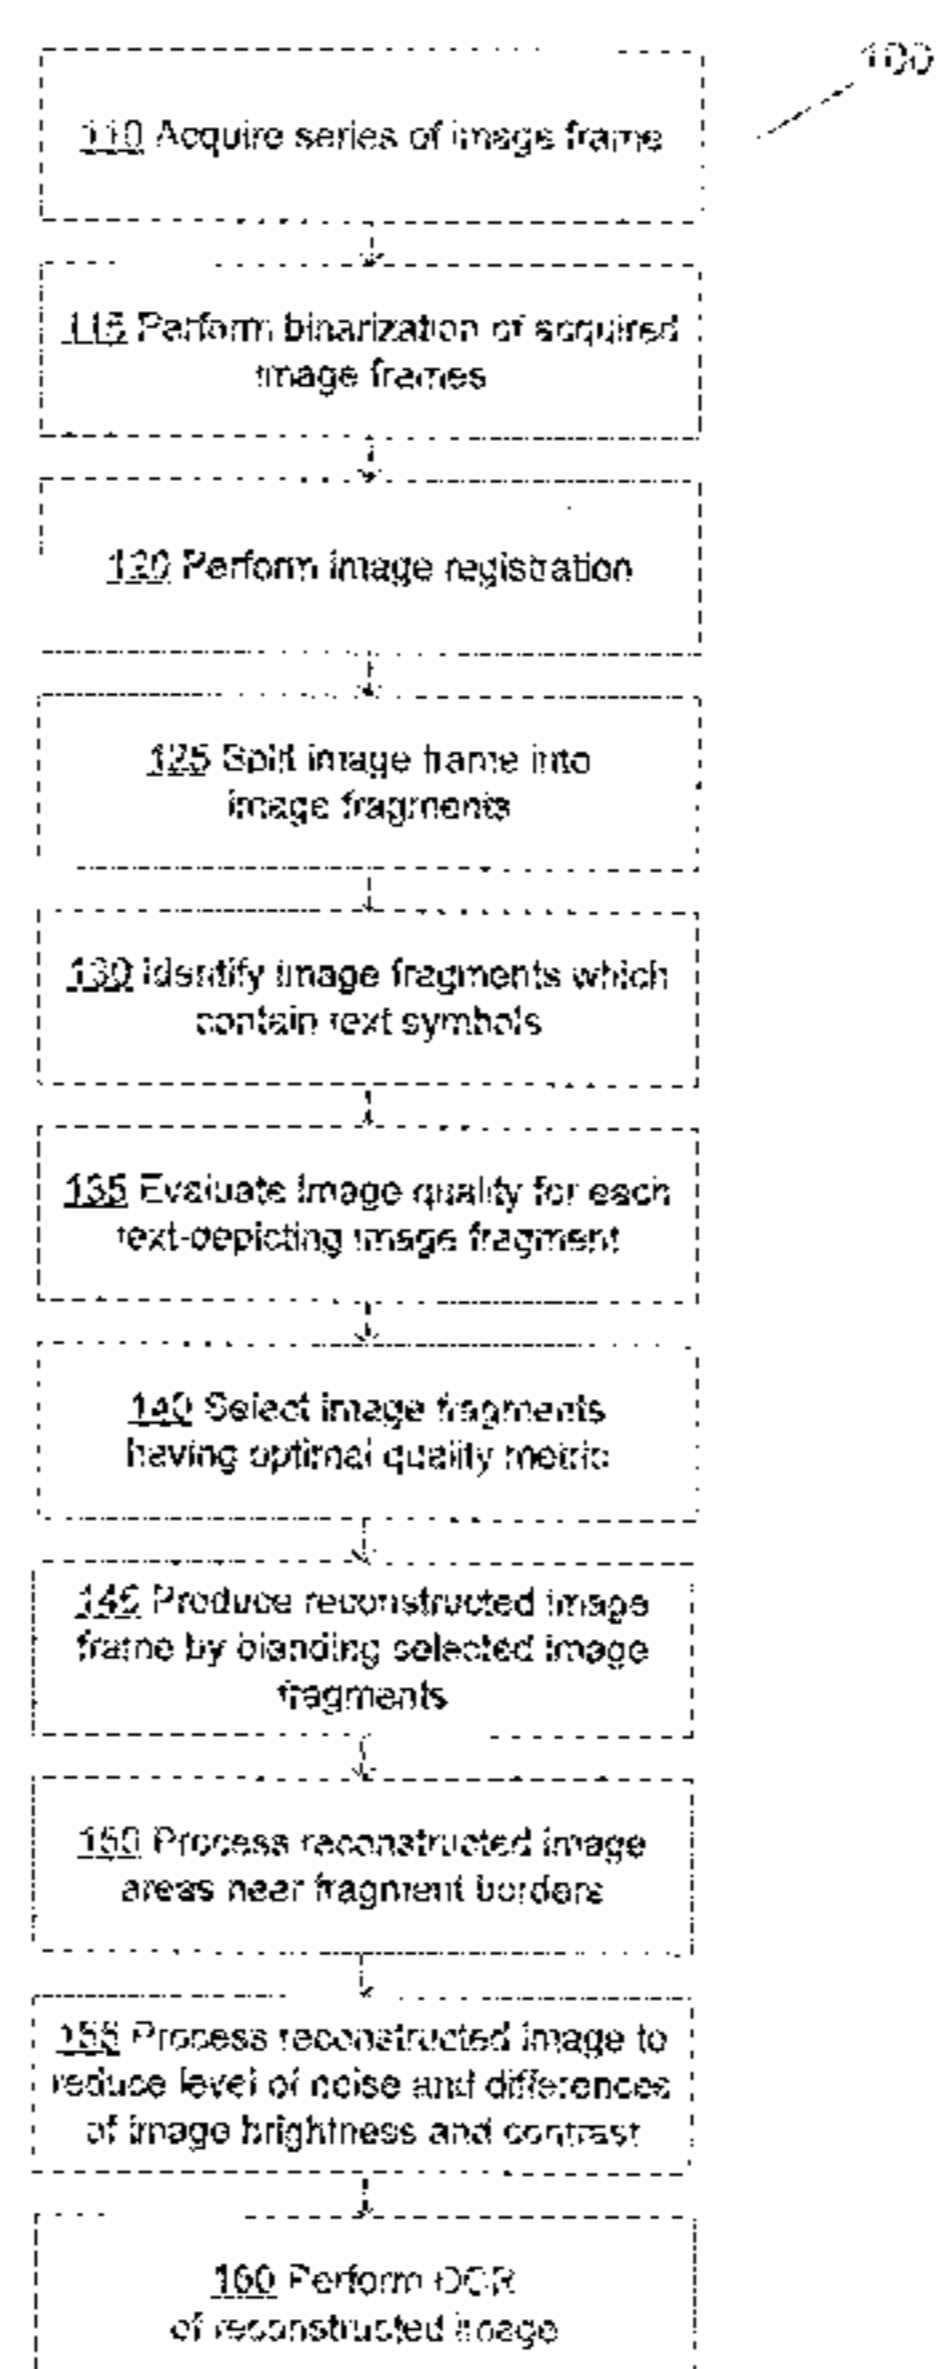 100
110 Acquire series of image frame
115 Perform binarization of acquired
image frames
120 Perform image registration
125 Split image frame into
image fragments
130 Identify image fragments which
contain text symbols
135 Evaluate image quality for each
text-depicting image fragment
140 Select image fragments
having optimal quality metric
145 Produce reconstructed image
frame by blending selected image
fragments
150 Process reconstructed image
areas near fragment borders
155 Process reconstructed image to
reduce level of noise and differences
of image brightness and contrast
160 Perform OCR
of reconstructed image